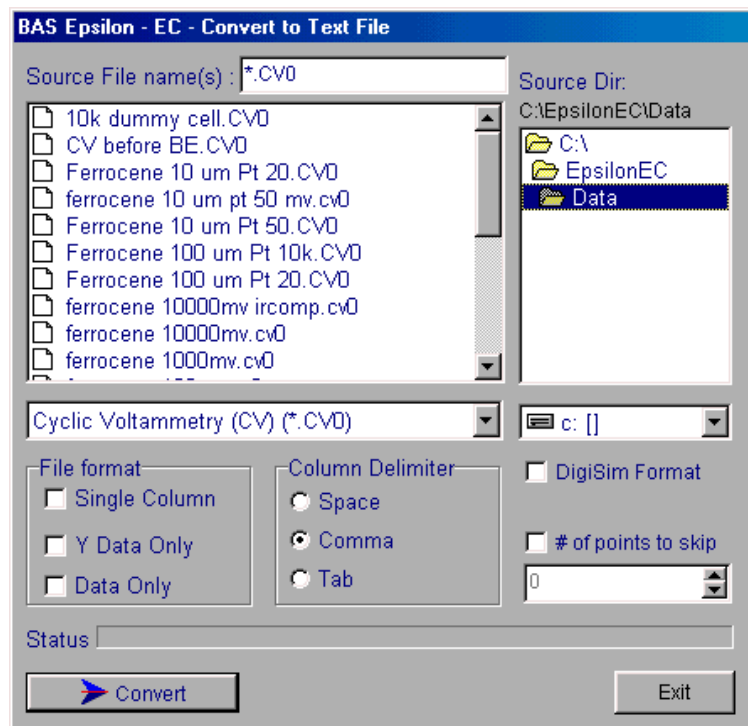 BAS Epsilon - EC - Convert to Text File
Source File name(s) : *.CV0
Source Dir:
C:\EpsilonEC\Data
10k dummy cell.CV0
CV before BE.CV0
Ferrocene 10 um Pt 20.CV0
ferrocene 10 um pt 50 mv.cv0
Ferrocene 10 um Pt 50.CV0
Ferrocene 100 um Pt 10k.CV0
Ferrocene 100 um Pt 20.CV0
ferrocene 10000mv ircomp.cv0
ferrocene 10000mv.cv0
ferrocene 1000mv.cv0
C:\
EpsilonEC
Data
Cyclic Voltammetry (CV) (*.CV0)
c: []
File format
Single Column
Y Data Only
Data Only
Column Delimiter
Space
Comma
Tab
DigiSim Format
# of points to skip
0
Status
Convert
Exit